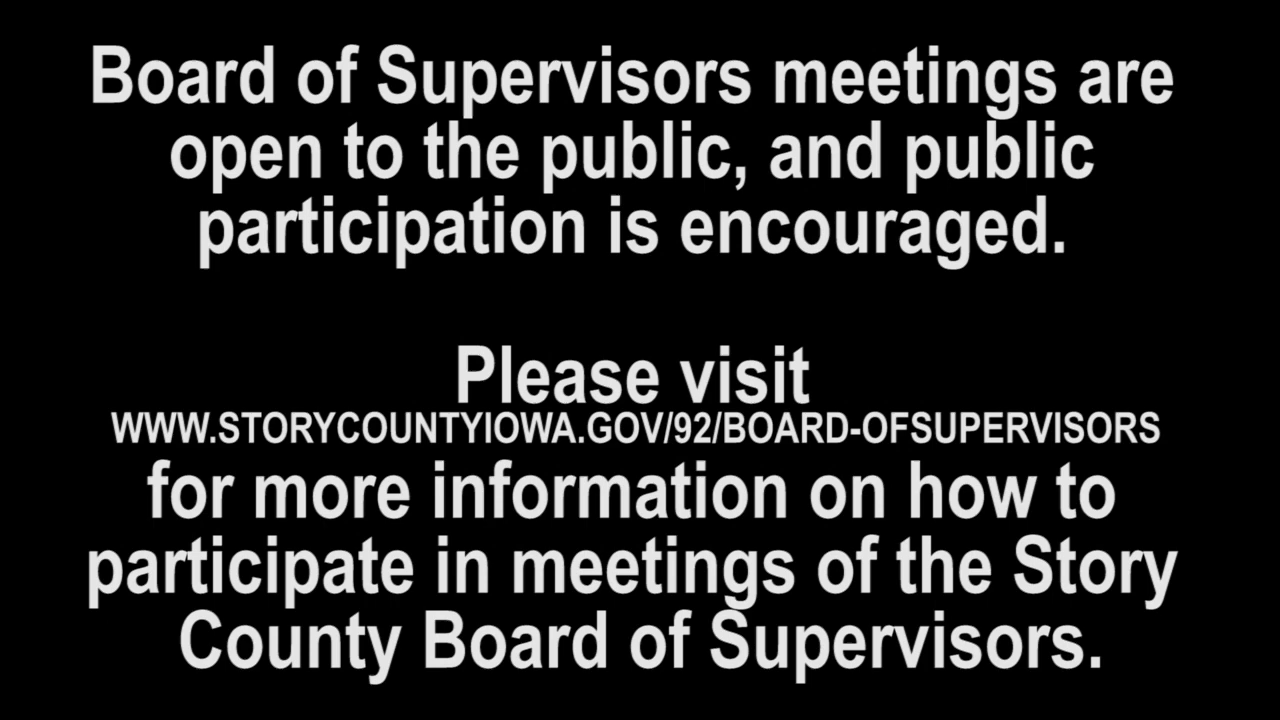 Board of Supervisors meetings are
open to the public, and public
participation is encouraged.
Please visit
WWW.STORYCOUNTYIOWA.GOV/92/BOARD-OFSUPERVISORS
for more information on how to
participate in meetings of the Story
County Board of Supervisors.